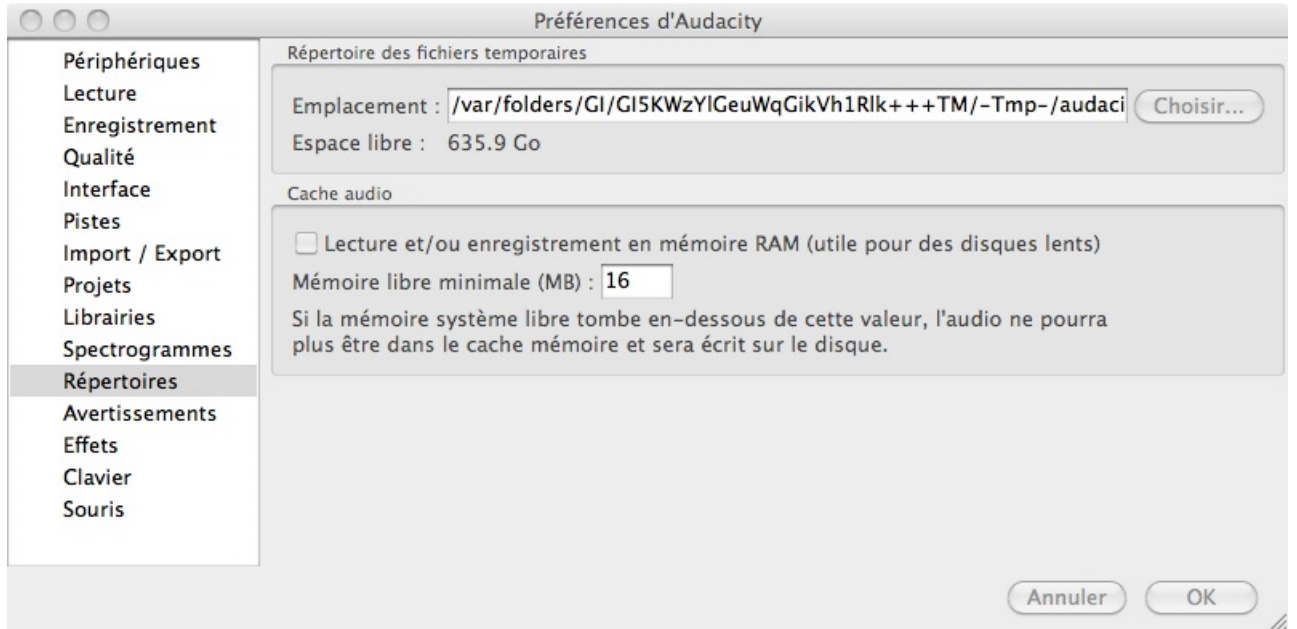 Préférences d'Audacity
Périphériques
Lecture
Enregistrement
Qualité
Interface
Pistes
Import / Export
Projets
Librairies
Spectrogrammes
Répertoires
Avertissements
Effets
Clavier
Souris
Répertoire des fichiers temporaires
Emplacement : /var/folders/GI/GI5KWzYlGeuWqGikVh1Rlk+++TM/-Tmp-/audaci Choisir...
Espace libre : 635.9 Go
Cache audio
Lecture et/ou enregistrement en mémoire RAM (utile pour des disques lents)
Mémoire libre minimale (MB) : 16
Si la mémoire système libre tombe en-dessous de cette valeur, l'audio ne pourra
plus être dans le cache mémoire et sera écrit sur le disque.
Annuler OK